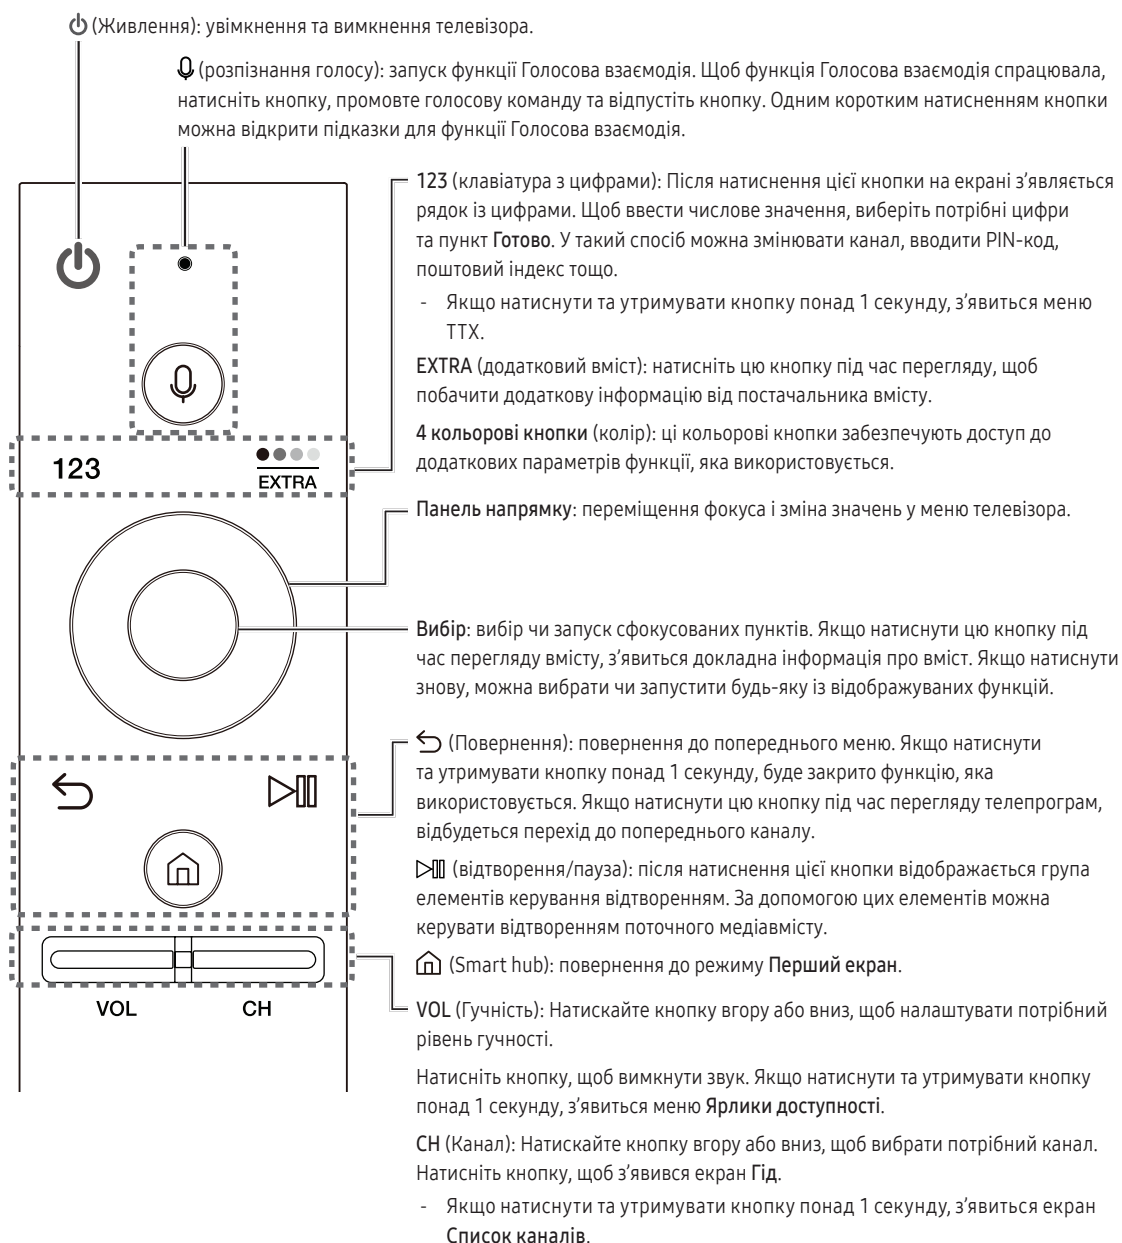 (Живлення): увімкнення та вимкнення телевізора.
(розпізнання голосу): запуск функції Голосова взаємодія. Щоб функція Голосова взаємодія спрацювала,
натисніть кнопку, промовте голосову команду та відпустіть кнопку. Одним коротким натисненням кнопки
можна відкрити підказки для функції Голосова взаємодія.
123 (клавіатура з цифрами): Після натиснення цієї кнопки на екрані з’являється
рядок із цифрами. Щоб ввести числове значення, виберіть потрібні цифри
та пункт Готово. У такий спосіб можна змінювати канал, вводити PIN-код,
поштовий індекс тощо.
- Якщо натиснути та утримувати кнопку понад 1 секунду, з’явиться меню
TTX.
EXTRA (додатковий вміст): натисніть цю кнопку під час перегляду, щоб
побачити додаткову інформацію від постачальника вмісту.
4 кольорові кнопки (колір): ці кольорові кнопки забезпечують доступ до
додаткових параметрів функції, яка використовується.
123
EXTRA
Панель напрямку: переміщення фокуса і зміна значень у меню телевізора.
Вибір: вибір чи запуск сфокусованих пунктів. Якщо натиснути цю кнопку під
час перегляду вмісту, з’явиться докладна інформація про вміст. Якщо натиснути
знову, можна вибрати чи запустити будь-яку із відображуваних функцій.
(Повернення): повернення до попереднього меню. Якщо натиснути
та утримувати кнопку понад 1 секунду, буде закрито функцію, яка
використовується. Якщо натиснути цю кнопку під час перегляду телепрограм,
відбудеться перехід до попереднього каналу.
(відтворення/пауза): після натиснення цієї кнопки відображається група
елементів керування відтворенням. За допомогою цих елементів можна
керувати відтворенням поточного медіавмісту.
(Smart hub): повернення до режиму Перший екран.
VOL
CH
VOL (Гучність): Натискайте кнопку вгору або вниз, щоб налаштувати потрібний
рівень гучності.
Натисніть кнопку, щоб вимкнути звук. Якщо натиснути та утримувати кнопку
понад 1 секунду, з’явиться меню Ярлики доступності.
CH (Канал): Натискайте кнопку вгору або вниз, щоб вибрати потрібний канал.
Натисніть кнопку, щоб з’явився екран Гід.
- Якщо натиснути та утримувати кнопку понад 1 секунду, з’явиться екран
Список каналів.